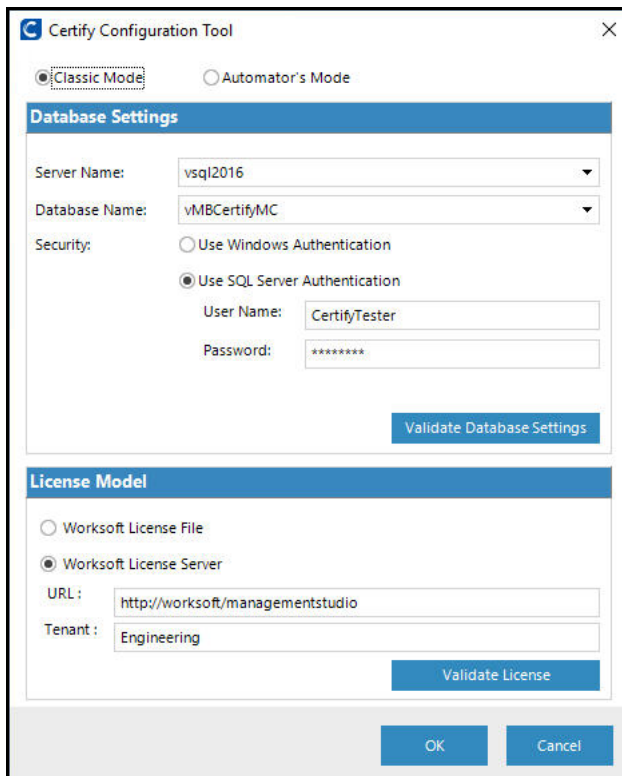 Certify Configuration Tool
Classic Mode Automator's Mode
Database Settings
Server Name: vsql2016
Database Name: vMBCertifyMC
Security: Use Windows Authentication
Use SQL Server Authentication
User Name: CertifyTester
Password: ********
Validate Database Settings
License Model
Worksoft License File
Worksoft License Server
URL : http://worksoft/managementstudio
Tenant : Engineering
Validate License
OK Cancel